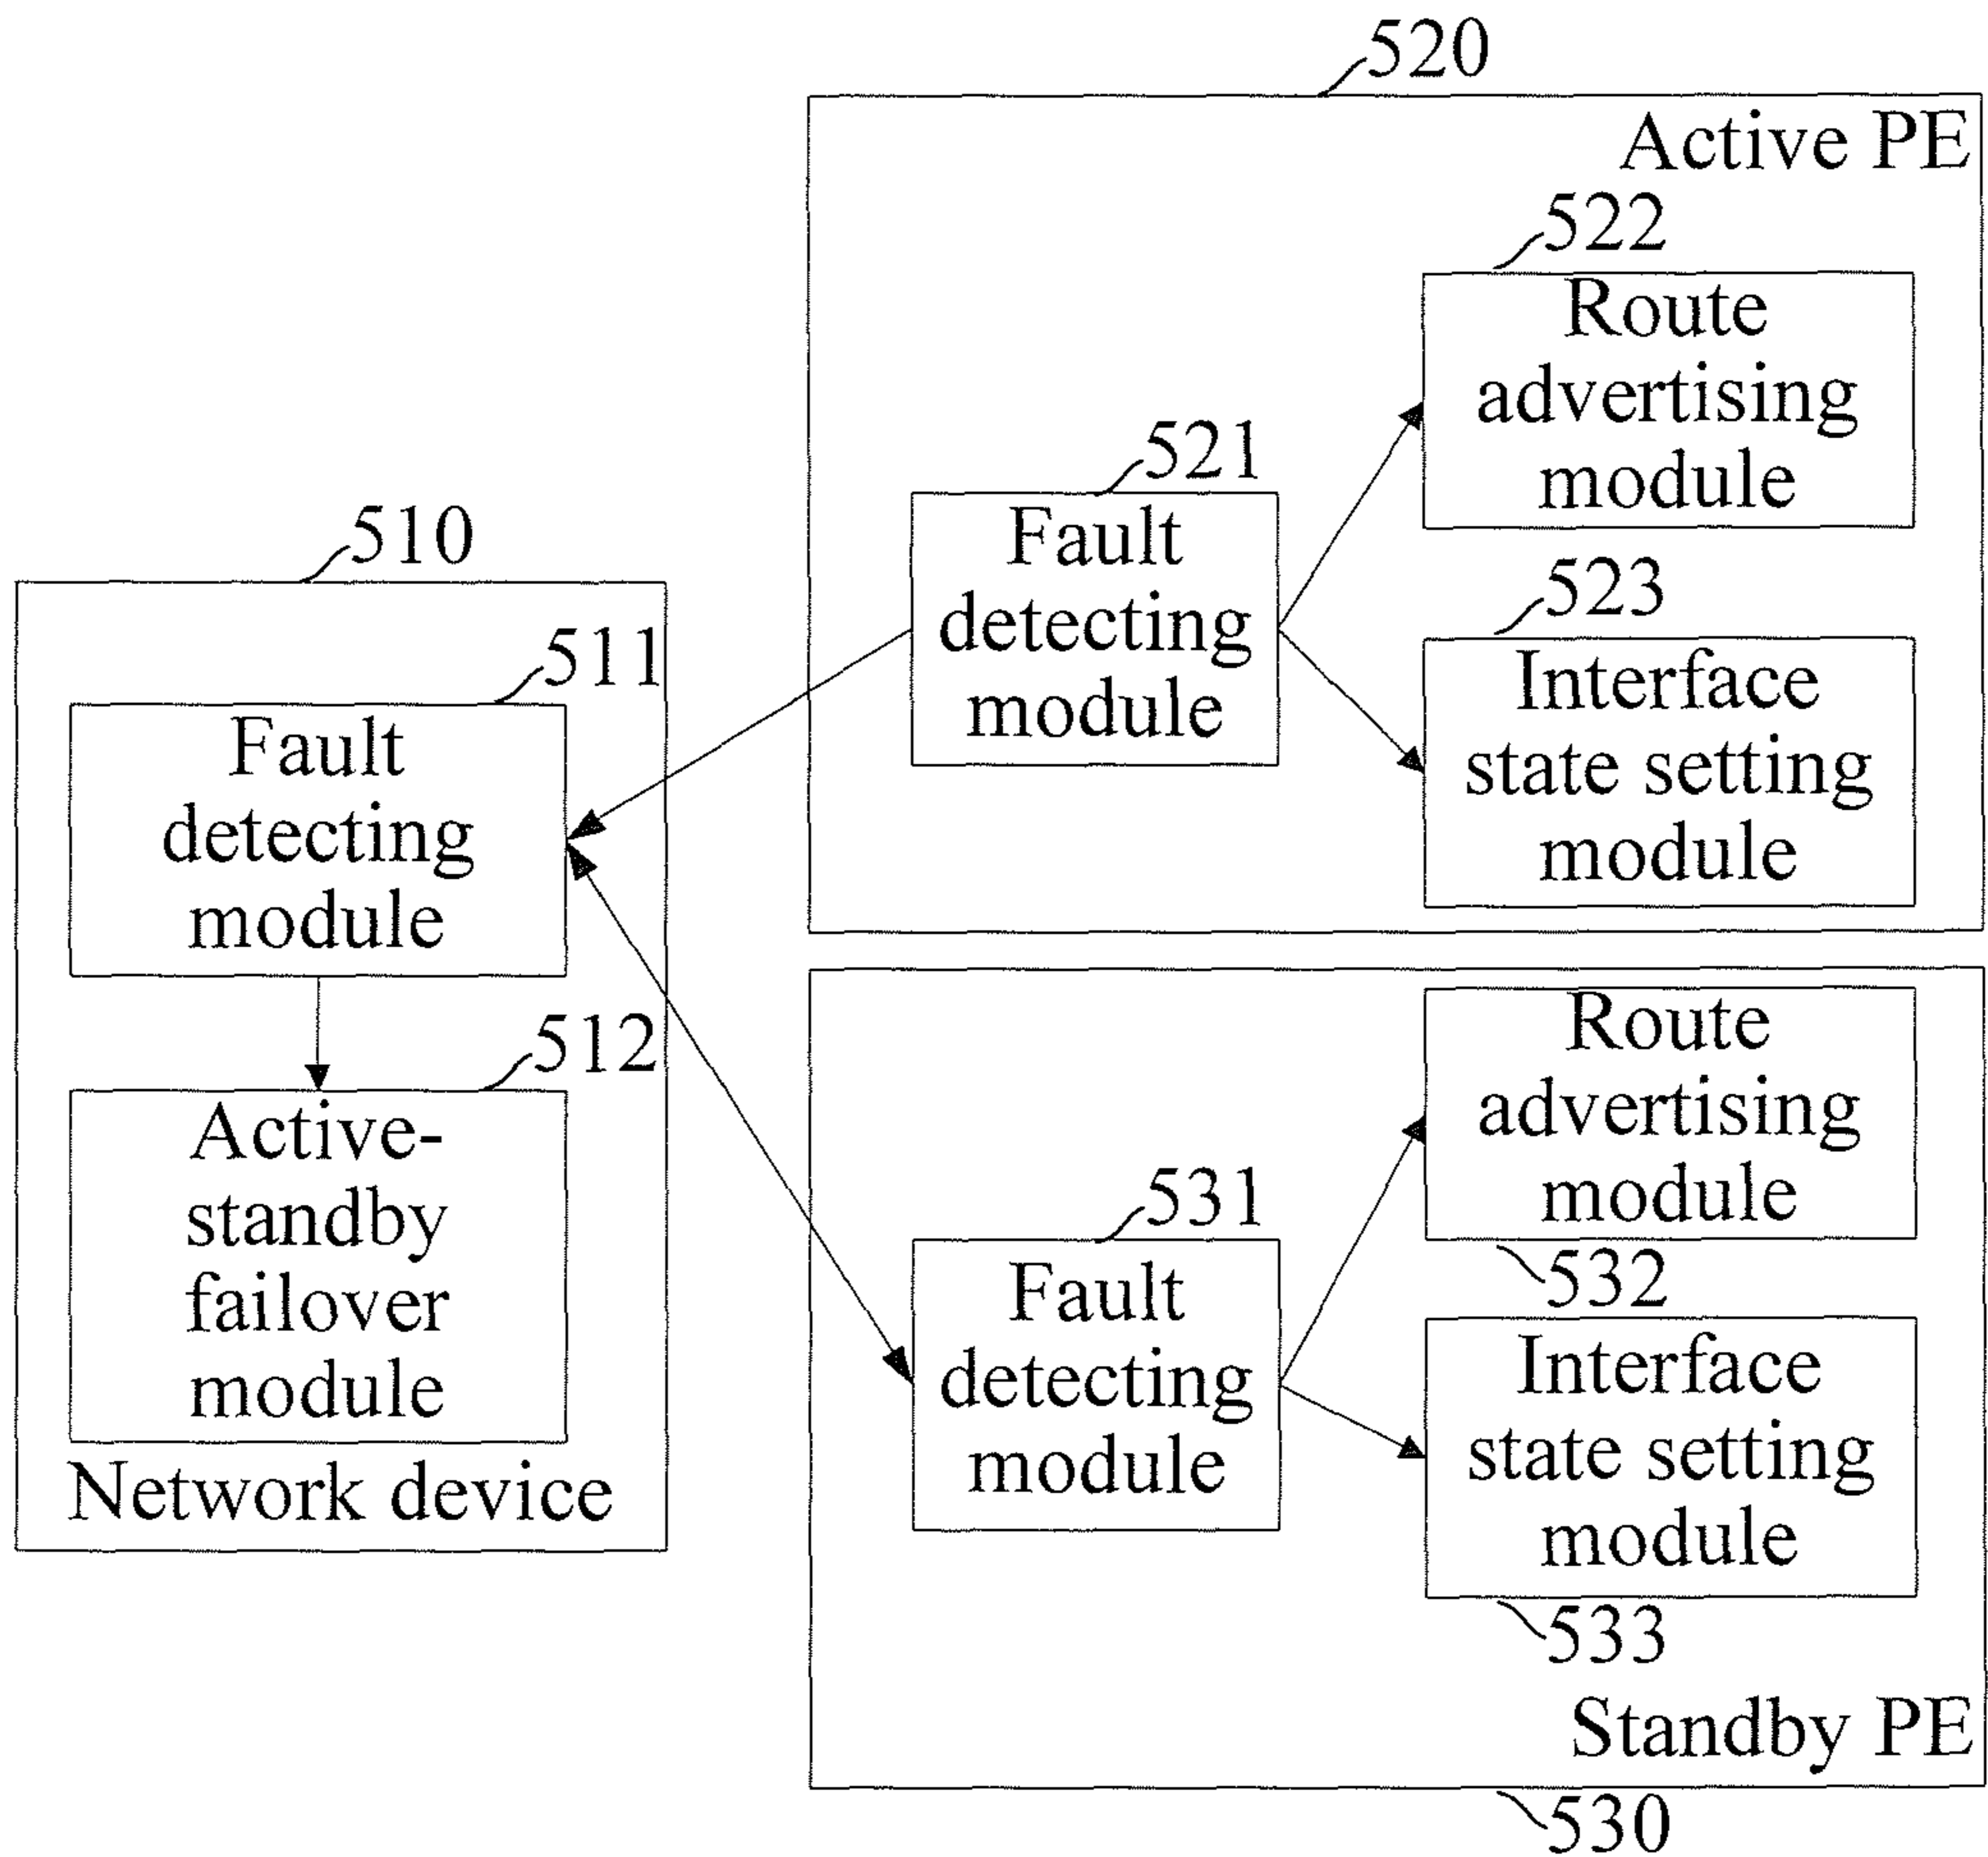 520
Active PE
522
Route
advertising
module
521
Fault
detecting
module
523
Interface
state setting
module
510
511
Fault
detecting
module
512
Active-
standby
failover
module
Network device
Route
advertising
module
532
531
Fault
detecting
module
Interface
state setting
module
533
Standby PE
530